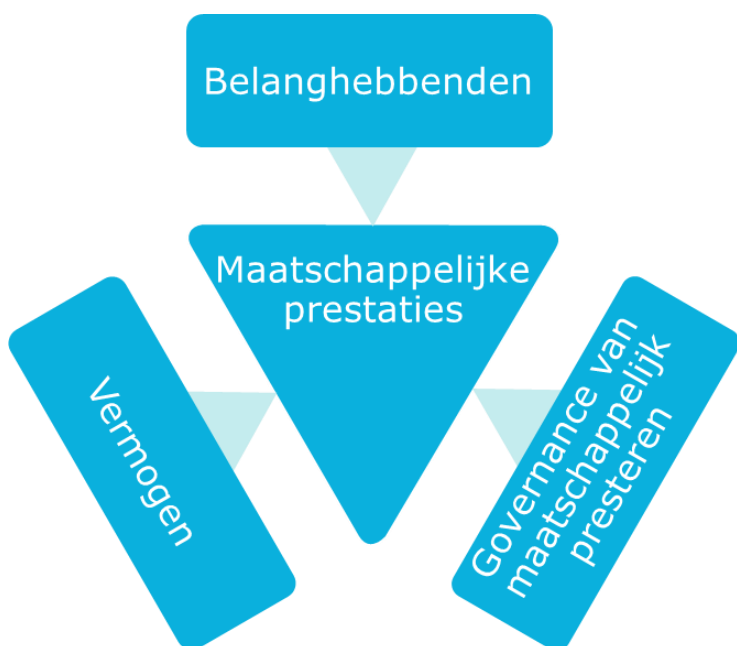 Belanghebbenden
Maatschappelijke
prestaties
Vermogen
Governance van
maatschappelijk
presteren